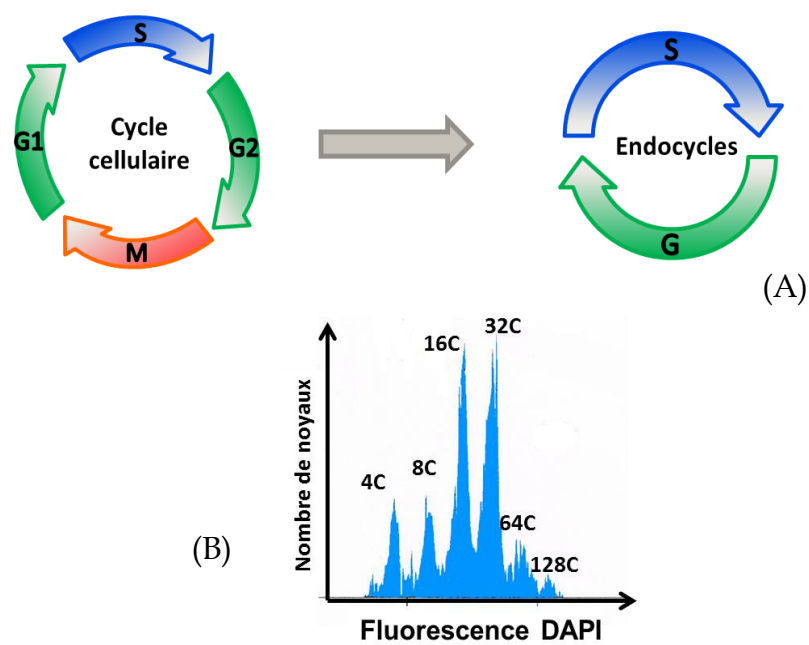 S
G1
Cycle
cellulaire
G2
M
S
Endocycles
G
(A)
32C
16C
8C
4C
64C
128C
Nombre de noyaux
(B)
Fluorescence DAPI